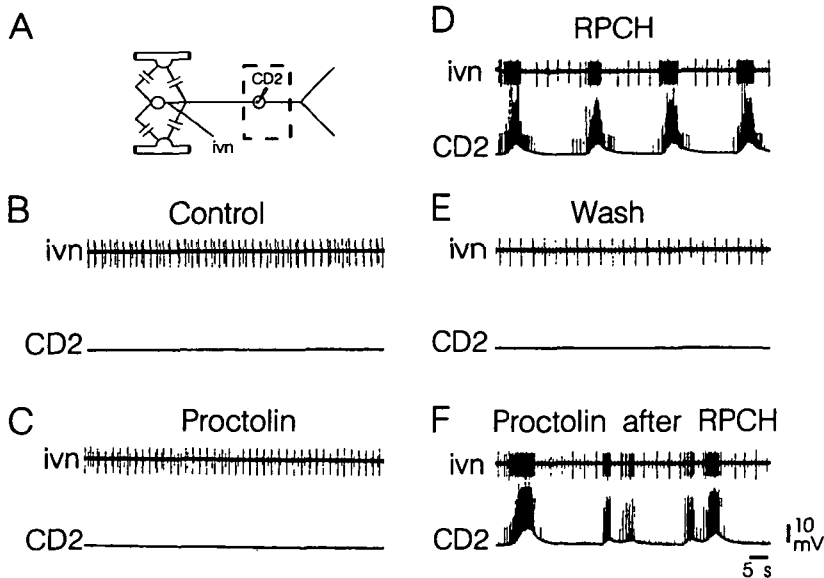 A
CD2
ivn
B
Control
ivn
CD2
C
Proctolin
ivn
CD2
D
RPCH
ivn
CD2
E
Wash
ivn
CD2
F
Proctolin after RPCH
ivn
CD2
10
mV
5 s